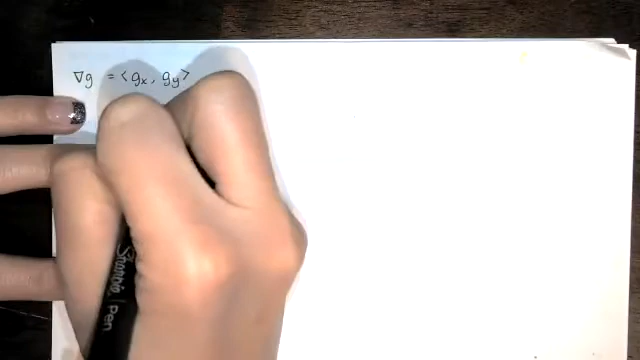 ∇g = <gx, gy>
Sharpie Pen